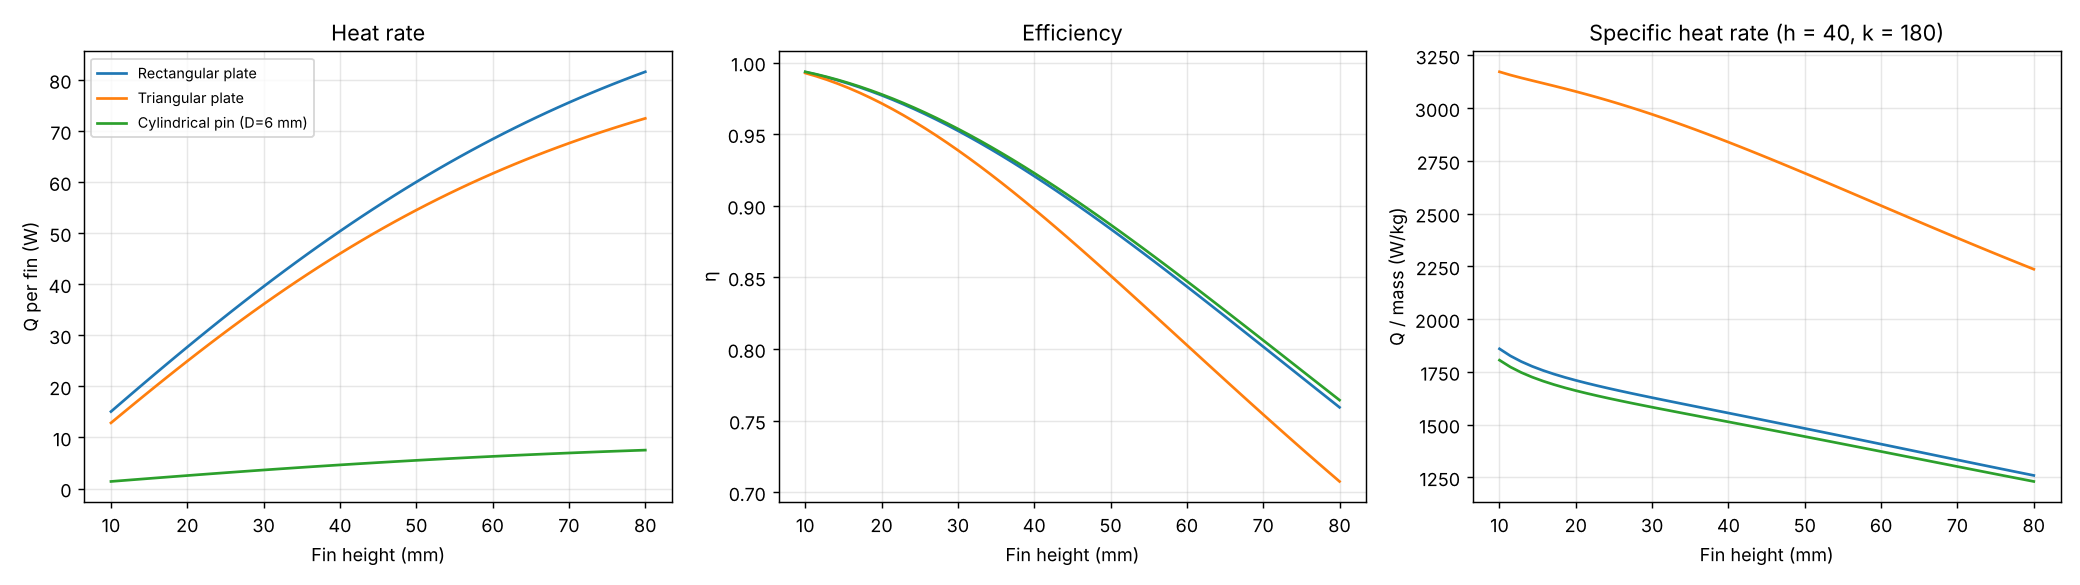 Heat rate
Q per fin (W)
80
70
60
50
40
30
20
10
0
Rectangular plate
Triangular plate
Cylindrical pin (D=6 mm)
10 20 30 40 50 60 70 80
Fin height (mm)
Efficiency
η
1.00
0.95
0.90
0.85
0.80
0.75
0.70
10 20 30 40 50 60 70 80
Fin height (mm)
Specific heat rate (h = 40, k = 180)
Q / mass (W/kg)
3250
3000
2750
2500
2250
2000
1750
1500
1250
10 20 30 40 50 60 70 80
Fin height (mm)